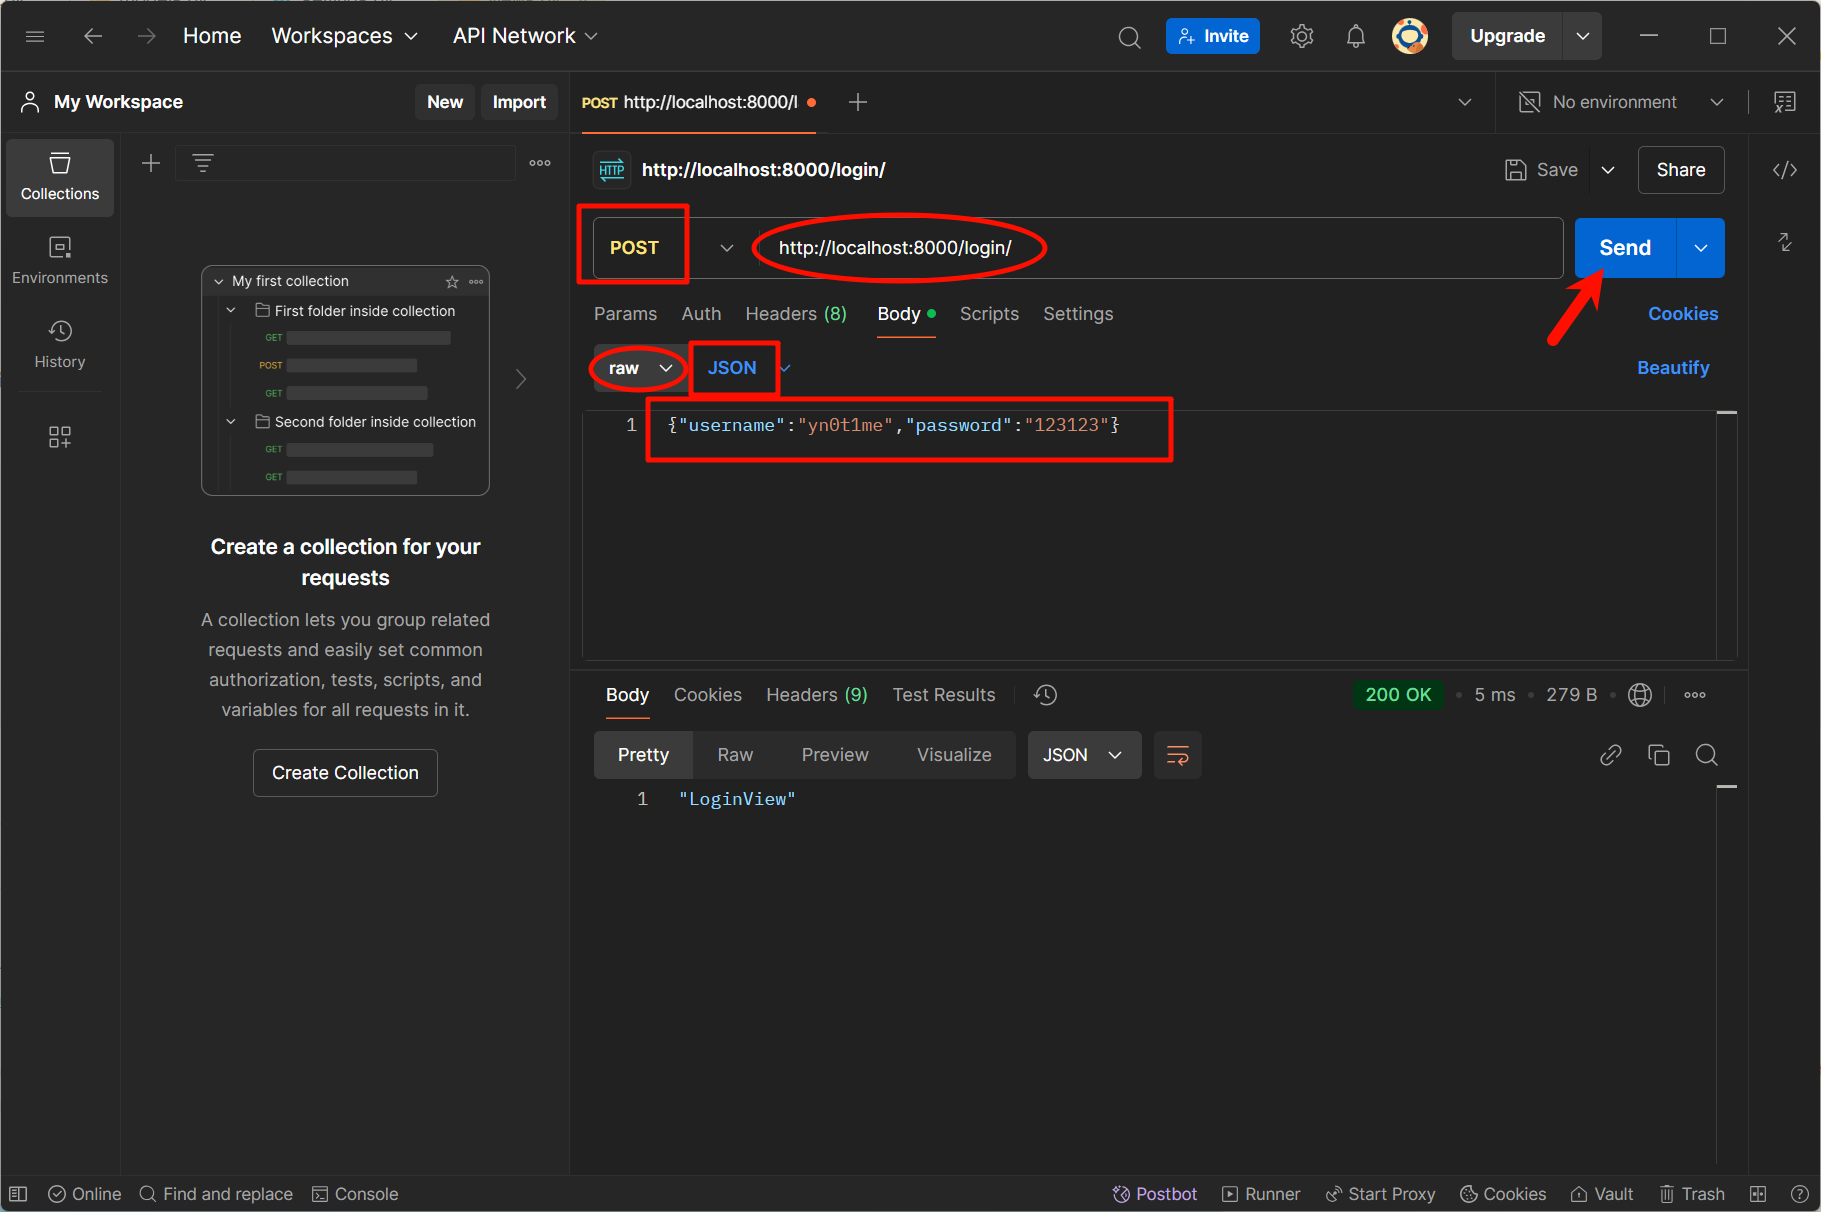 Home Workspaces API Network Invite Upgrade
My Workspace New Import POST http://localhost:8000/l No environment
Collections
Environments
History
My first collection
First folder inside collection
GET
POST
GET
Second folder inside collection
GET
GET
Create a collection for your
requests
A collection lets you group related
requests and easily set common
authorization, tests, scripts, and
variables for all requests in it.
Create Collection
HTTP http://localhost:8000/login/ Save Share
POST http://localhost:8000/login/ Send
Params Auth Headers (8) Body Scripts Settings Cookies
raw JSON Beautify
1 {"username":"yn0t1me","password":"123123"}
Body Cookies Headers (9) Test Results 200 OK 5 ms 279 B
Pretty Raw Preview Visualize JSON
1 "LoginView"
Online Find and replace Console Postbot Runner Start Proxy Cookies Vault Trash